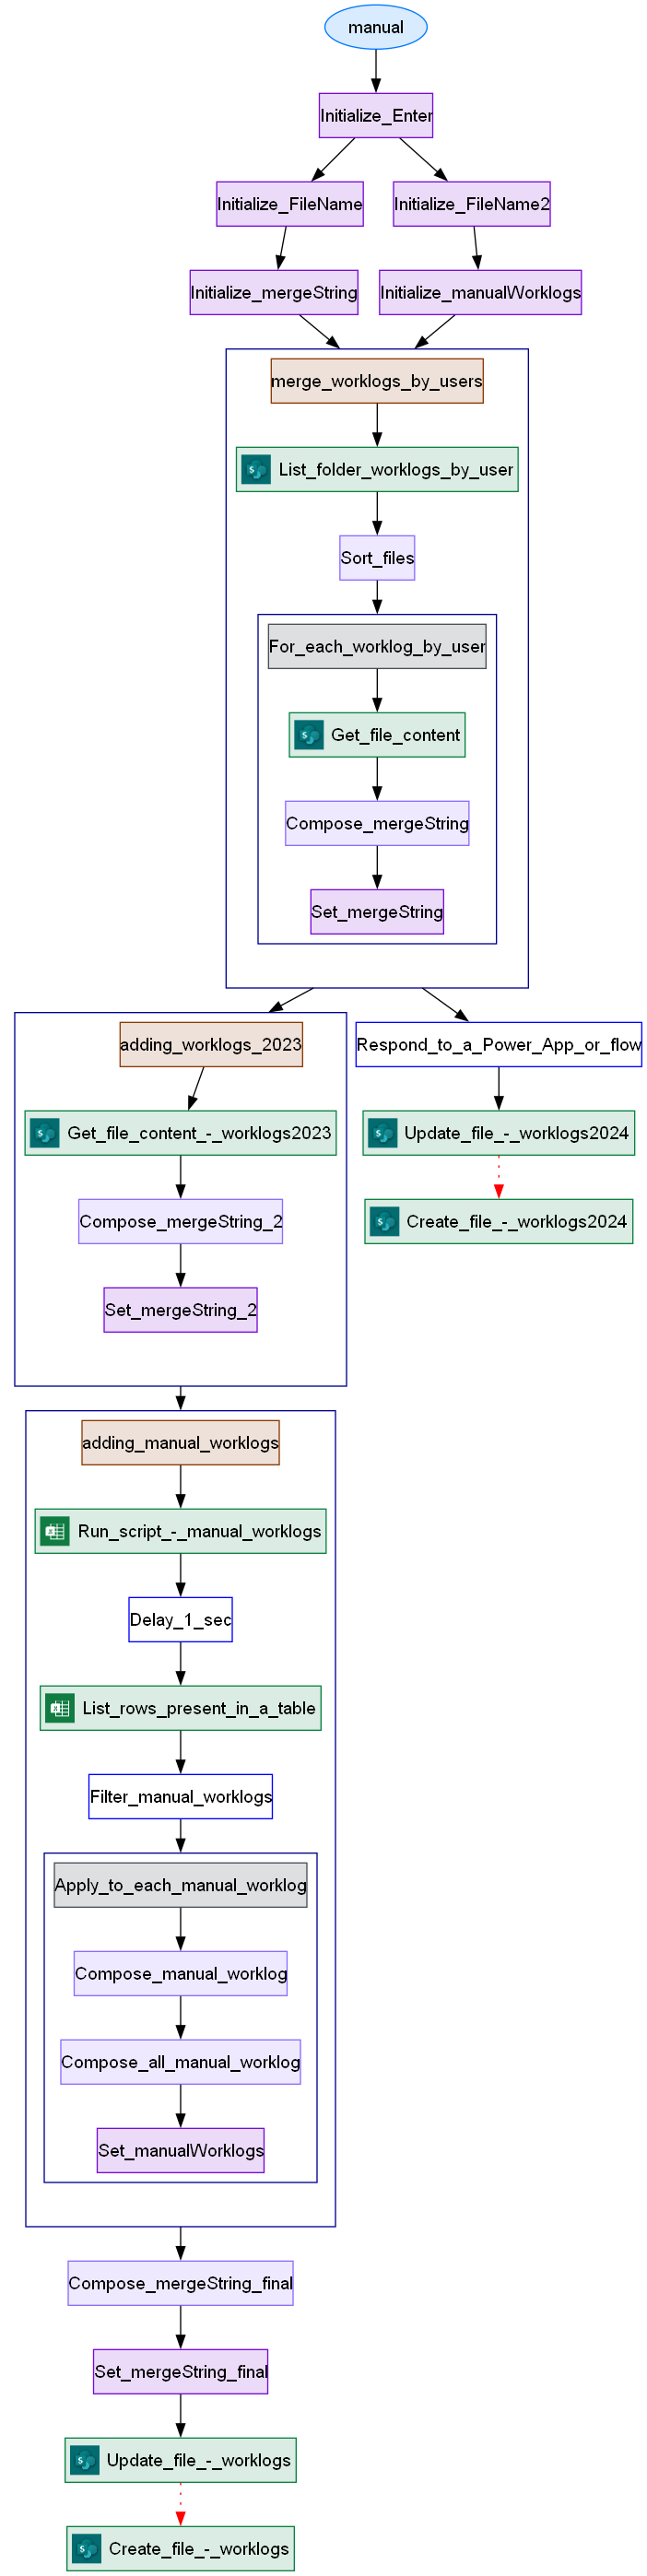 manual
Initialize_Enter
Initialize_FileName
Initialize_FileName2
Initialize_mergeString
Initialize_manualWorklogs
merge_worklogs_by_users
List_folder_worklogs_by_user
Sort_files
For_each_worklog_by_user
Get_file_content
Compose_mergeString
Set_mergeString
adding_worklogs_2023
Respond_to_a_Power_App_or_flow
Get_file_content_-_worklogs2023
Update_file_-_worklogs2024
Compose_mergeString_2
Create_file_-_worklogs2024
Set_mergeString_2
adding_manual_worklogs
Run_script_-_manual_worklogs
Delay_1_sec
List_rows_present_in_a_table
Filter_manual_worklogs
Apply_to_each_manual_worklog
Compose_manual_worklog
Compose_all_manual_worklog
Set_manualWorklogs
Compose_mergeString_final
Set_mergeString_final
Update_file_-_worklogs
Create_file_-_worklogs